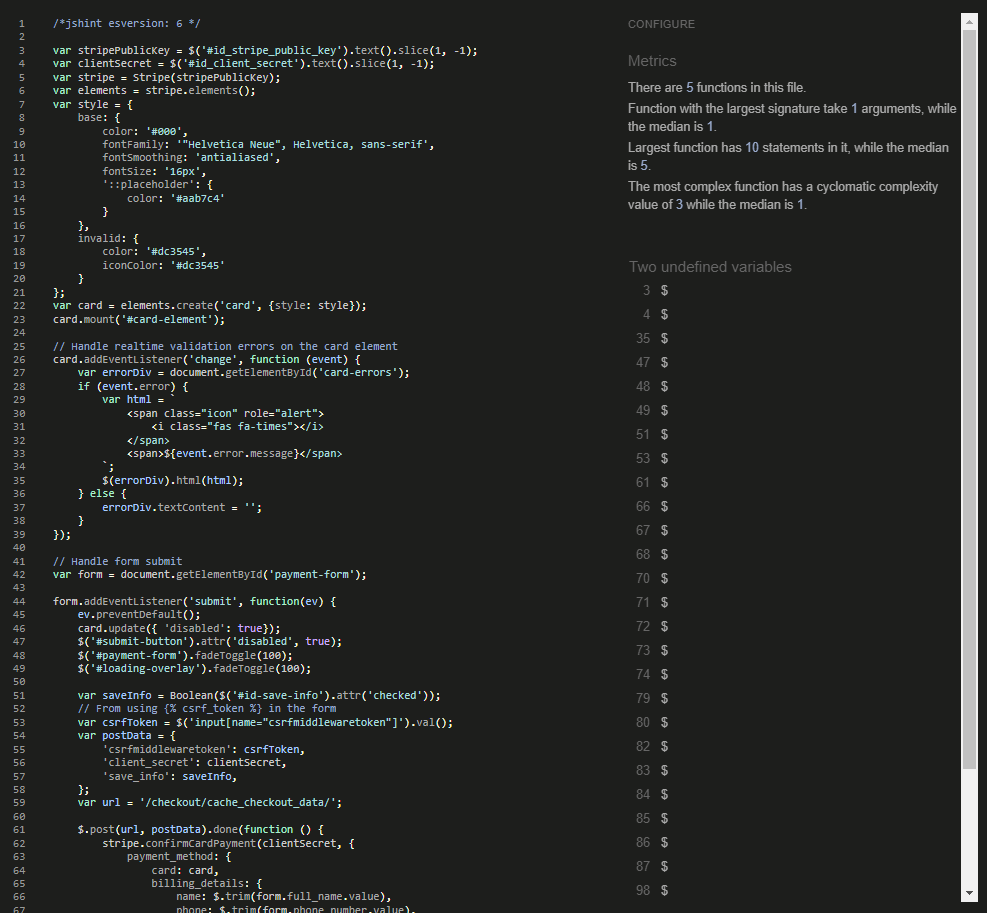 1 /*jshint esversion: 6 */
2
3 var stripePublicKey = $('#id_stripe_public_key').text().slice(1, -1);
4 var clientSecret = $('#id_client_secret').text().slice(1, -1);
5 var stripe = Stripe(stripePublicKey);
6 var elements = stripe.elements();
7 var style = {
8 base: {
9 color: '#000',
10 fontFamily: '"Helvetica Neue", Helvetica, sans-serif',
11 fontSmoothing: 'antialiased',
12 fontSize: '16px',
13 '::placeholder': {
14 color: '#aab7c4'
15 }
16 },
17 invalid: {
18 color: '#dc3545',
19 iconColor: '#dc3545'
20 }
21 };
22 var card = elements.create('card', {style: style});
23 card.mount('#card-element');
24
25 // Handle realtime validation errors on the card element
26 card.addEventListener('change', function (event) {
27 var errorDiv = document.getElementById('card-errors');
28 if (event.error) {
29 var html = `
30 <span class="icon" role="alert">
31 <i class="fas fa-times"></i>
32 </span>
33 <span>${event.error.message}</span>
34 `;
35 $(errorDiv).html(html);
36 } else {
37 errorDiv.textContent = '';
38 }
39 });
40
41 // Handle form submit
42 var form = document.getElementById('payment-form');
43
44 form.addEventListener('submit', function(ev) {
45 ev.preventDefault();
46 card.update({ 'disabled': true});
47 $('#submit-button').attr('disabled', true);
48 $('#payment-form').fadeToggle(100);
49 $('#loading-overlay').fadeToggle(100);
50
51 var saveInfo = Boolean($('#id-save-info').attr('checked'));
52 // From using {% csrf_token %} in the form
53 var csrfToken = $('input[name="csrfmiddlewaretoken"]').val();
54 var postData = {
55 'csrfmiddlewaretoken': csrfToken,
56 'client_secret': clientSecret,
57 'save_info': saveInfo,
58 };
59 var url = '/checkout/cache_checkout_data/';
60
61 $.post(url, postData).done(function () {
62 stripe.confirmCardPayment(clientSecret, {
63 payment_method: {
64 card: card,
65 billing_details: {
66 name: $.trim(form.full_name.value),
67 phone: $.trim(form.phone_number.value),
CONFIGURE
Metrics
There are 5 functions in this file.
Function with the largest signature take 1 arguments, while
the median is 1.
Largest function has 10 statements in it, while the median
is 5.
The most complex function has a cyclomatic complexity
value of 3 while the median is 1.
Two undefined variables
3 $
4 $
35 $
47 $
48 $
49 $
51 $
53 $
61 $
66 $
67 $
68 $
70 $
71 $
72 $
73 $
74 $
79 $
80 $
82 $
83 $
84 $
85 $
86 $
87 $
98 $